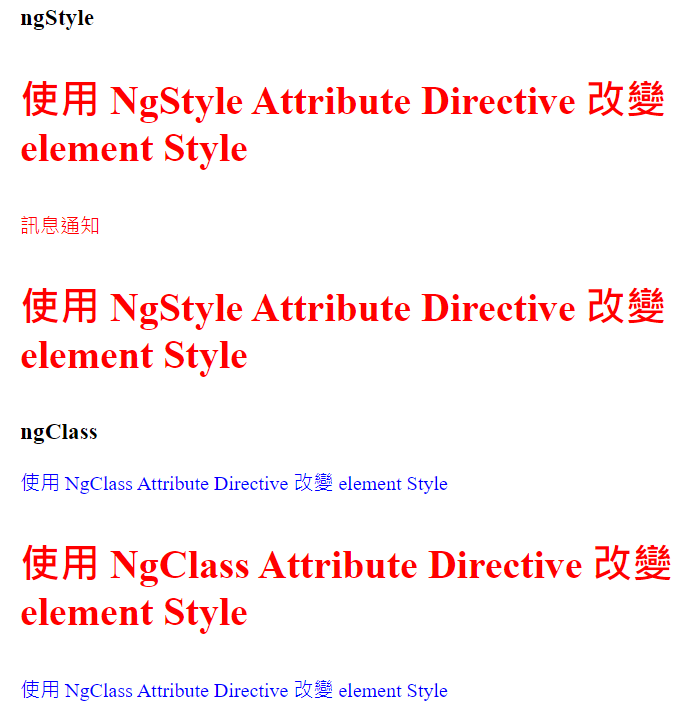 ngStyle
使用 NgStyle Attribute Directive 改變
element Style
訊息通知
使用 NgStyle Attribute Directive 改變
element Style
ngClass
使用 NgClass Attribute Directive 改變 element Style
使用 NgClass Attribute Directive 改變
element Style
使用 NgClass Attribute Directive 改變 element Style